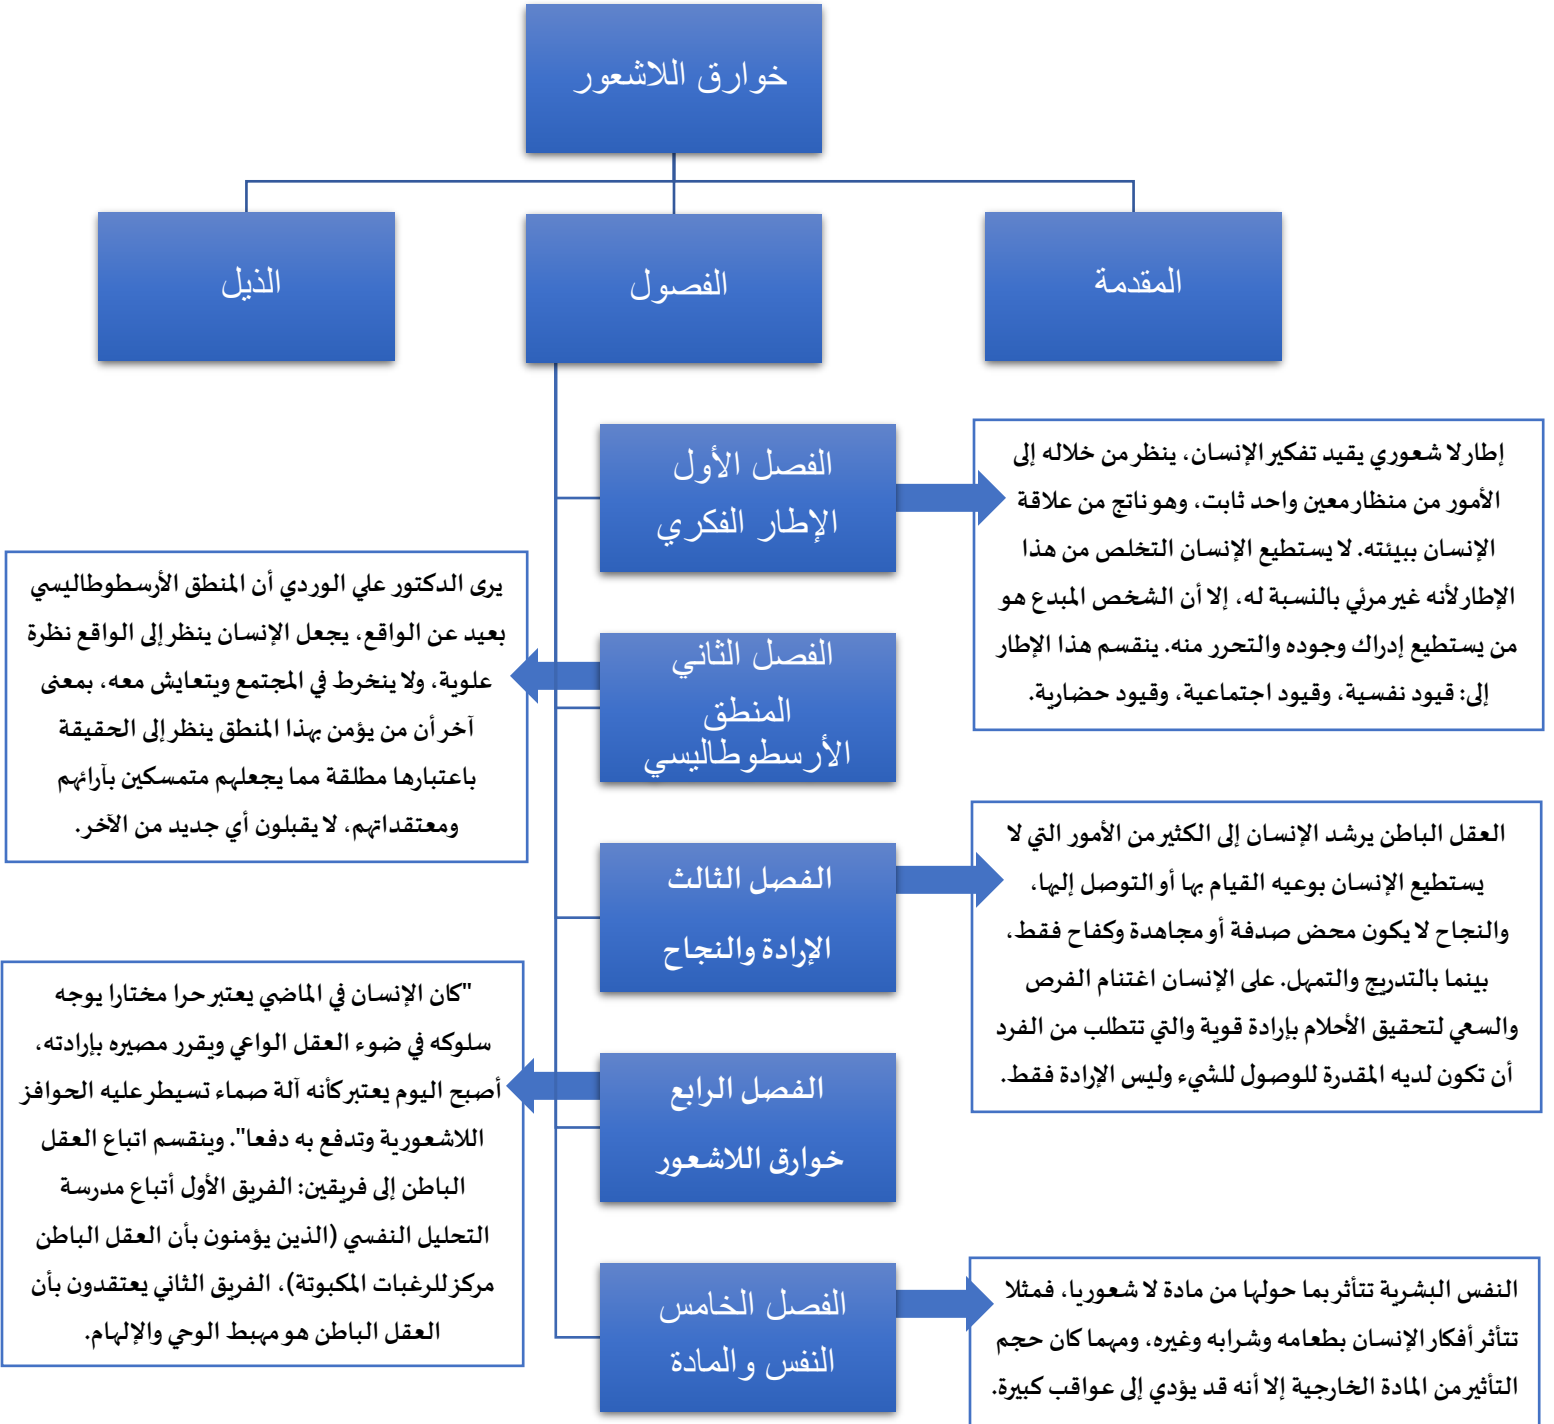 خوارق اللاشعور
المقدمة
الفصول
الذيل
الفصل الأول
الإطار الفكري
إطار لا شعوري يقيد تفكير الإنسان، ينظر من خلاله إلى
الأمور من منظار معين واحد ثابت، وهو ناتج من علاقة
الإنسان ببيئته. لا يستطيع الإنسان التخلص من هذا
الإطار لأنه غير مرئي بالنسبة له، إلا أن الشخص المبدع هو
من يستطيع إدراك وجوده والتحرر منه. ينقسم هذا الإطار
إلى: قيود نفسية، وقيود اجتماعية، وقيود حضارية.
الفصل الثاني
المنطق
الأرسطوطاليسي
يرى الدكتور علي الوردي أن المنطق الأرسطوطاليسي
بعيد عن الواقع، يجعل الإنسان ينظر إلى الواقع نظرة
علوية، ولا ينخرط في المجتمع ويتعايش معه، بمعنى
آخر أن من يؤمن بهذا المنطق ينظر إلى الحقيقة
باعتبارها مطلقة مما يجعلهم متمسكين بآرائهم
ومعتقداتهم، لا يقبلون أي جديد من الآخر.
الفصل الثالث
الإرادة والنجاح
العقل الباطن يرشد الإنسان إلى الكثير من الأمور التي لا
يستطيع الإنسان بوعيه القيام بها أو التوصل إليها،
والنجاح لا يكون محض صدفة أو مجاهدة وكفاح فقط،
بينما بالتدريج والتمهل. على الإنسان اغتنام الفرص
والسعي لتحقيق الأحلام بإرادة قوية والتي تتطلب من الفرد
أن تكون لديه المقدرة للوصول للشيء وليس الإرادة فقط.
الفصل الرابع
خوارق اللاشعور
"كان الإنسان في الماضي يعتبر حرا مختارا يوجه
سلوكه في ضوء العقل الواعي ويقرر مصيره بإرادته،
أصبح اليوم يعتبر كأنه آلة صماء تسيطر عليه الحوافز
اللاشعورية وتدفع به دفعا". وينقسم اتباع العقل
الباطن إلى فريقين: الفريق الأول أتباع مدرسة
التحليل النفسي (الذين يؤمنون بأن العقل الباطن
مركز للرغبات المكبوتة)، الفريق الثاني يعتقدون بأن
العقل الباطن هو مهبط الوحي والإلهام.
الفصل الخامس
النفس والمادة
النفس البشرية تتأثر بما حولها من مادة لا شعوريا، فمثلا
تتأثر أفكار الإنسان بطعامه وشرابه وغيره، ومهما كان حجم
التأثير من المادة الخارجية إلا أنه قد يؤدي إلى عواقب كبيرة.